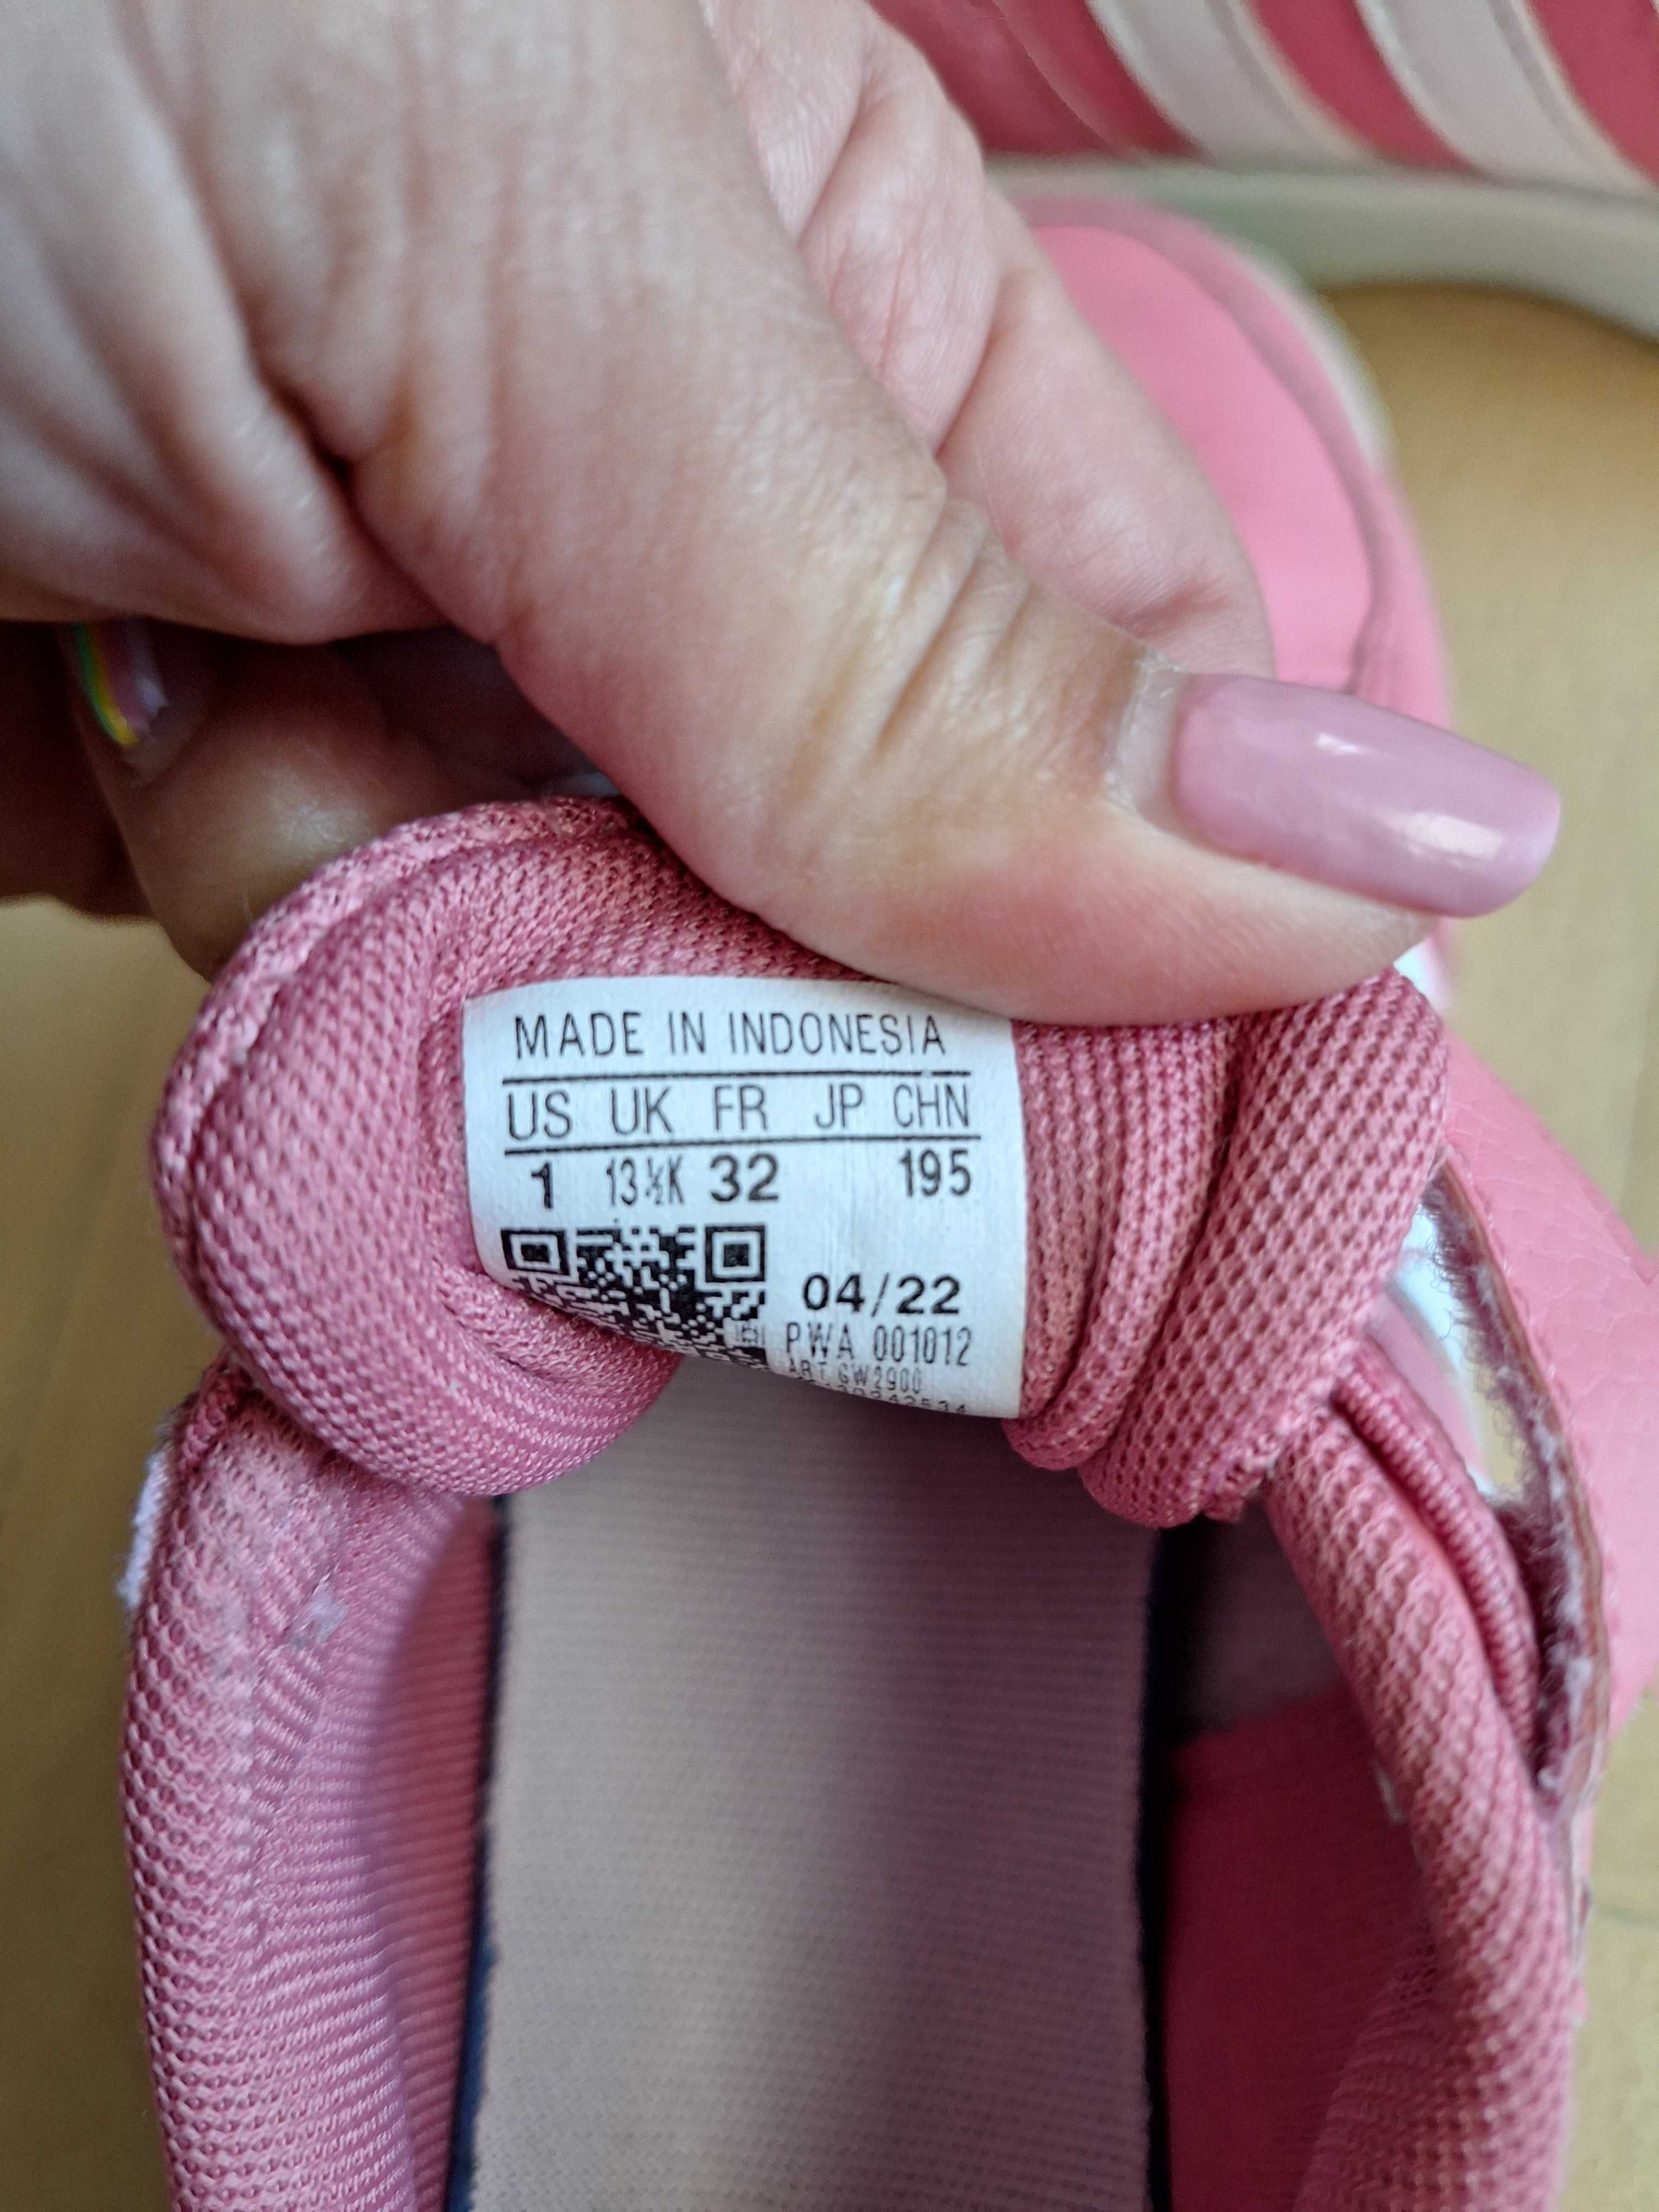 MADE IN INDONESIA
US UK FR JP CHN
1 13½K 32 195
04/22
PWA 001012
ART. GW2900